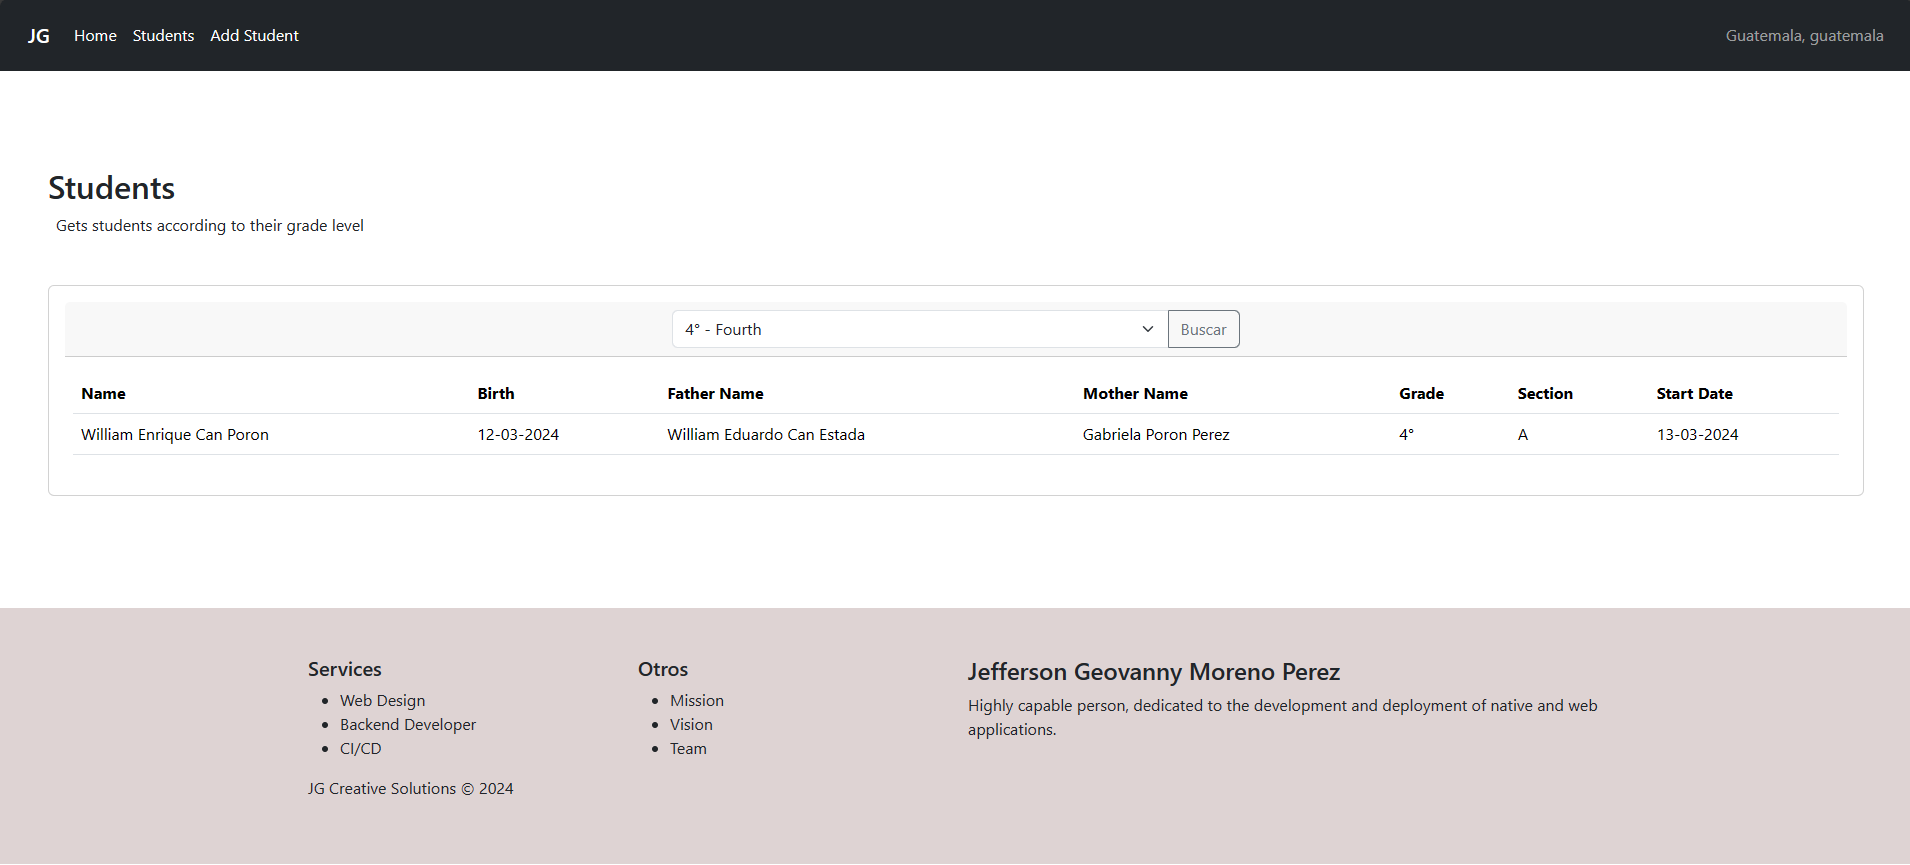 JG Home Students Add Student Guatemala, guatemala
Students
Gets students according to their grade level
4° - Fourth Buscar
Name Birth Father Name Mother Name Grade Section Start Date
William Enrique Can Poron 12-03-2024 William Eduardo Can Estada Gabriela Poron Perez 4° A 13-03-2024
Services
Web Design
Backend Developer
CI/CD
Otros
Mission
Vision
Team
Jefferson Geovanny Moreno Perez
Highly capable person, dedicated to the development and deployment of native and web
applications.
JG Creative Solutions © 2024